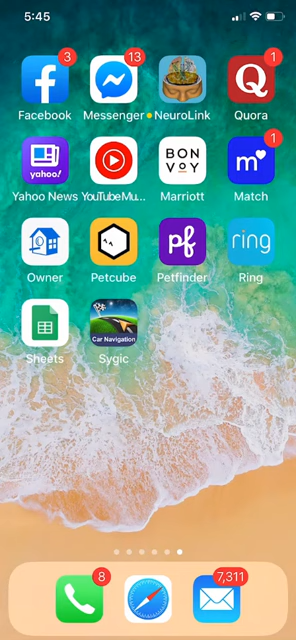 5:45
3
13
1
Facebook
Messenger
NeuroLink
Quora
yahoo!
BON
VOY
m
1
Yahoo News
YouTube Mu...
Marriott
Match
pf
ring
Owner
Petcube
Petfinder
Ring
Car Navigation
Sheets
Sygic
8
7,311